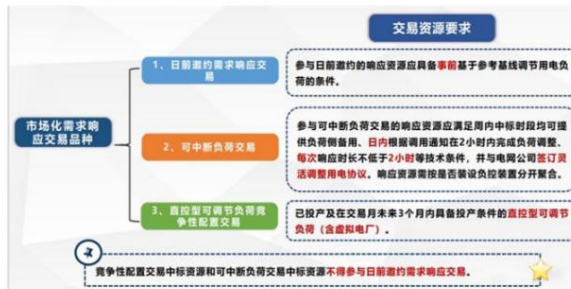 交易资源要求
1、日前邀约需求响应交
易
参与日前邀约的响应资源应具备事前基于参考基线调节用电负
荷的条件。
市场化需求响
应交易品种
2、可中断负荷交易
参与可中断负荷交易的响应资源应满足周内中标时段均可提
供负荷侧备用、日内根据调用通知在2小时内完成负荷调整、
每次响应时长不低于2小时等技术条件，并与电网公司签订灵
活调整用电协议。响应资源需按是否装设负控装置分开聚合。
3、直控型可调节负荷竞
争性配置交易
已投产及在交易月未来3个月内具备投产条件的直控型可调节
负荷（含虚拟电厂）。
竞争性配置交易中标资源和可中断负荷交易中标资源不得参与日前邀约需求响应交易。